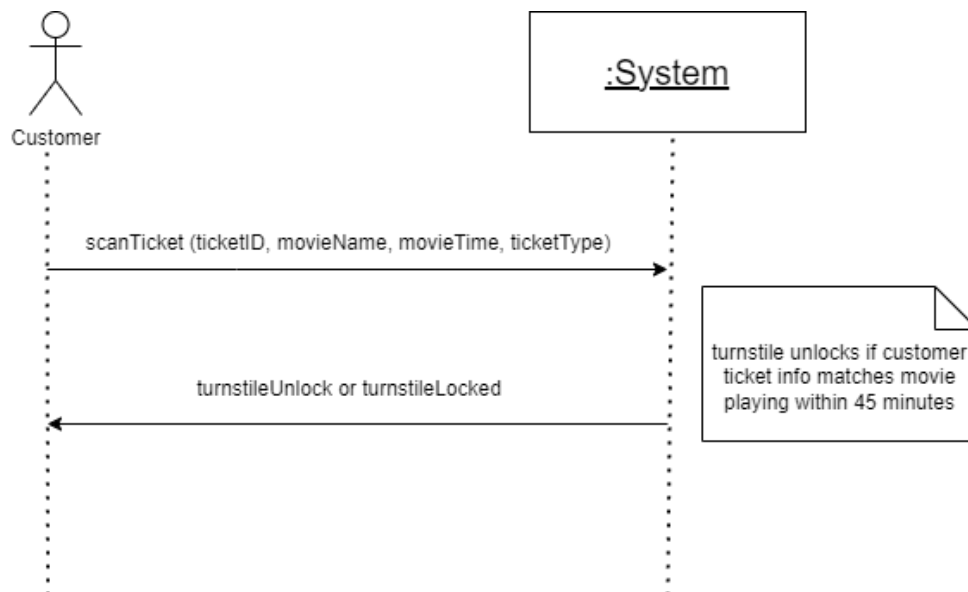 :System
Customer
scanTicket (ticketID, movieName, movieTime, ticketType)
turnstile unlocks if customer
ticket info matches movie
playing within 45 minutes
turnstileUnlock or turnstileLocked